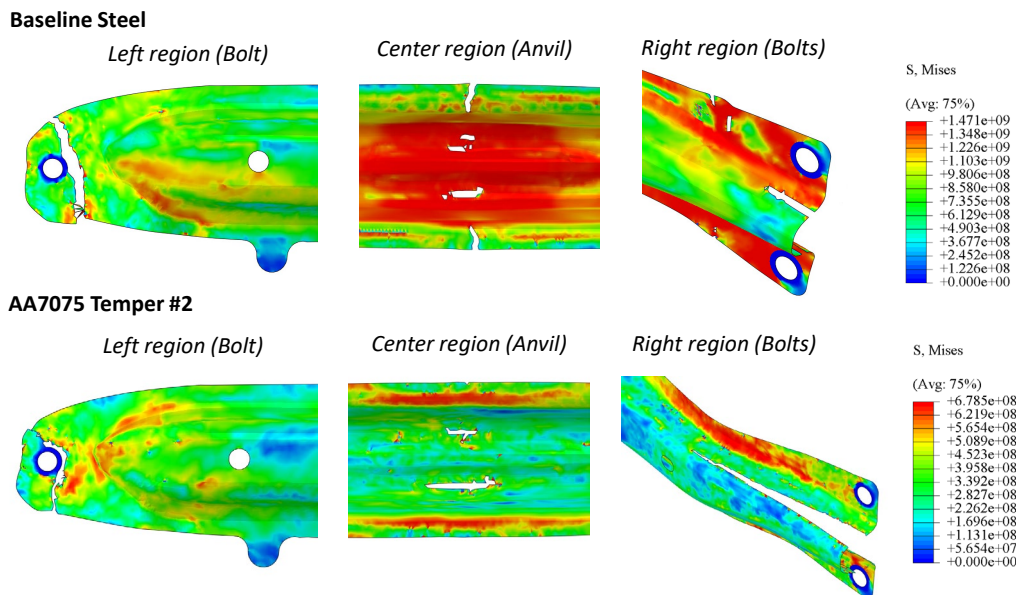 Baseline Steel
Left region (Bolt)
Center region (Anvil)
Right region (Bolts)
S, Mises
(Avg: 75%)
+1.471e+09
+1.348e+09
+1.226e+09
+1.103e+09
+9.806e+08
+8.580e+08
+7.355e+08
+6.129e+08
+4.903e+08
+3.677e+08
+2.452e+08
+1.226e+08
+0.000e+00
AA7075 Temper #2
Left region (Bolt)
Center region (Anvil)
Right region (Bolts)
S, Mises
(Avg: 75%)
+6.785e+08
+6.219e+08
+5.654e+08
+5.089e+08
+4.523e+08
+3.958e+08
+3.392e+08
+2.827e+08
+2.262e+08
+1.696e+08
+1.131e+08
+5.654e+07
+0.000e+00